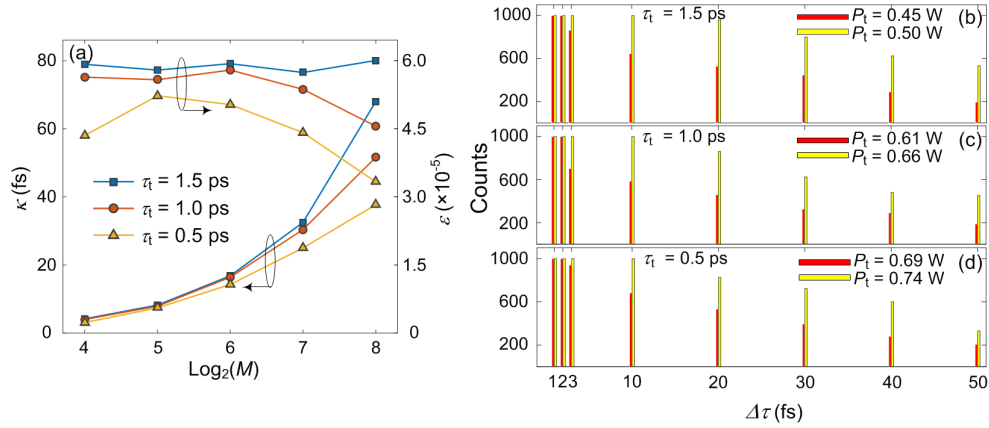 (a)
80
60
40
20
0
κ (fs)
6.0
4.5
3.0
1.5
0
ε (×10⁻⁵)
τt = 1.5 ps
τt = 1.0 ps
τt = 0.5 ps
4 5 6 7 8
Log₂(M)
Counts
1000
600
200
τt = 1.5 ps
Pt = 0.45 W
Pt = 0.50 W
(b)
1000
600
200
τt = 1.0 ps
Pt = 0.61 W
Pt = 0.66 W
(c)
1000
600
200
τt = 0.5 ps
Pt = 0.69 W
Pt = 0.74 W
(d)
1 2 3 10 20 30 40 50
Δτ (fs)